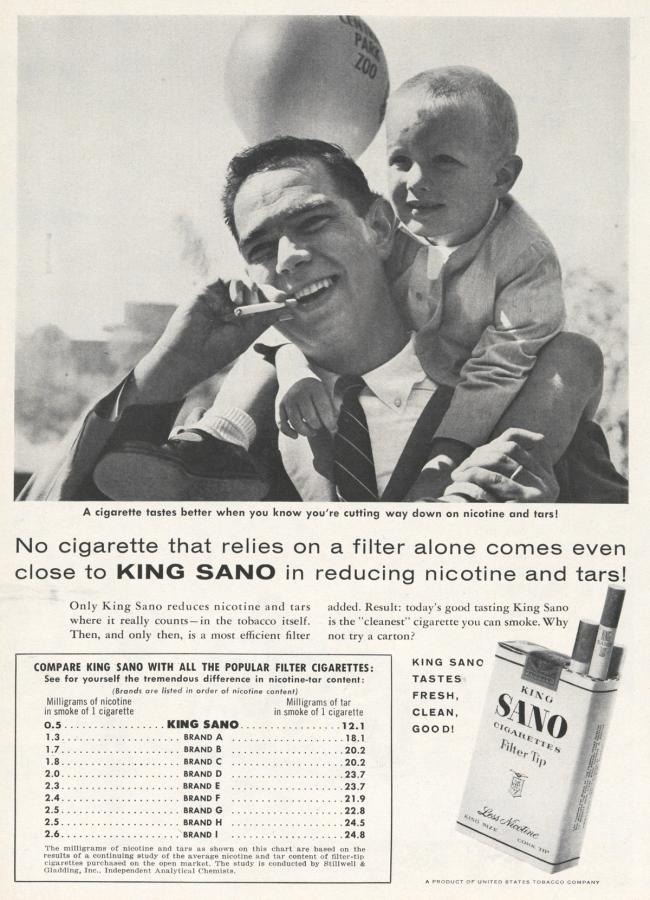 CENTRAL
PARK
ZOO
A cigarette tastes better when you know you're cutting way down on nicotine and tars!
No cigarette that relies on a filter alone comes even
close to KING SANO in reducing nicotine and tars!
Only King Sano reduces nicotine and tars
where it really counts—in the tobacco itself.
Then, and only then, is a most efficient filter
added. Result: today's good tasting King Sano
is the "cleanest" cigarette you can smoke. Why
not try a carton?
COMPARE KING SANO WITH ALL THE POPULAR FILTER CIGARETTES:
See for yourself the tremendous difference in nicotine-tar content:
(Brands are listed in order of nicotine content)
Milligrams of nicotine
in smoke of 1 cigarette
Milligrams of tar
in smoke of 1 cigarette
0.5 KING SANO 12.1
1.3 BRAND A 18.1
1.7 BRAND B 20.2
1.8 BRAND C 20.2
2.0 BRAND D 23.7
2.3 BRAND E 23.7
2.4 BRAND F 21.9
2.5 BRAND G 22.8
2.5 BRAND H 24.5
2.6 BRAND I 24.8
The milligrams of nicotine and tars as shown on this chart are based on the
results of a continuing study of the average nicotine and tar content of filter-tip
cigarettes purchased on the open market. The study is conducted by Stillwell &
Gladding, Inc., Independent Analytical Chemists.
KING SANO
TASTES
FRESH,
CLEAN,
GOOD!
KING
SANO
CIGARETTES
Filter Tip
Less Nicotine
KING SIZE CORK TIP
A PRODUCT OF UNITED STATES TOBACCO COMPANY